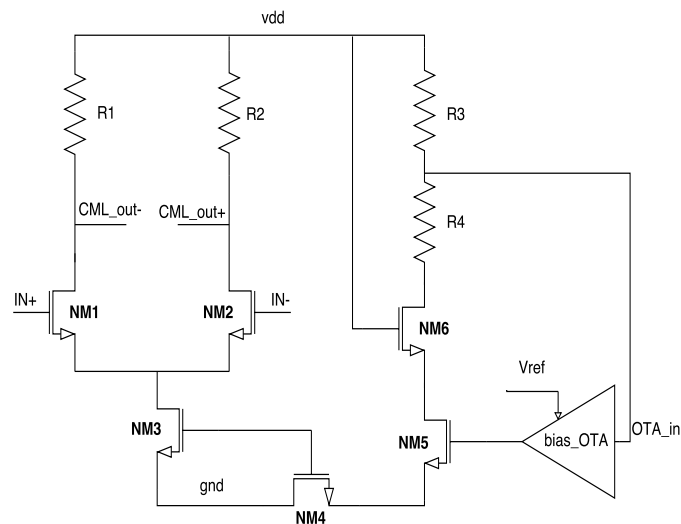 vdd
R1
R2
R3
CML_out-
CML_out+
R4
IN+
NM1
NM2
IN-
NM6
Vref
NM3
NM5
bias_OTA
OTA_in
gnd
NM4